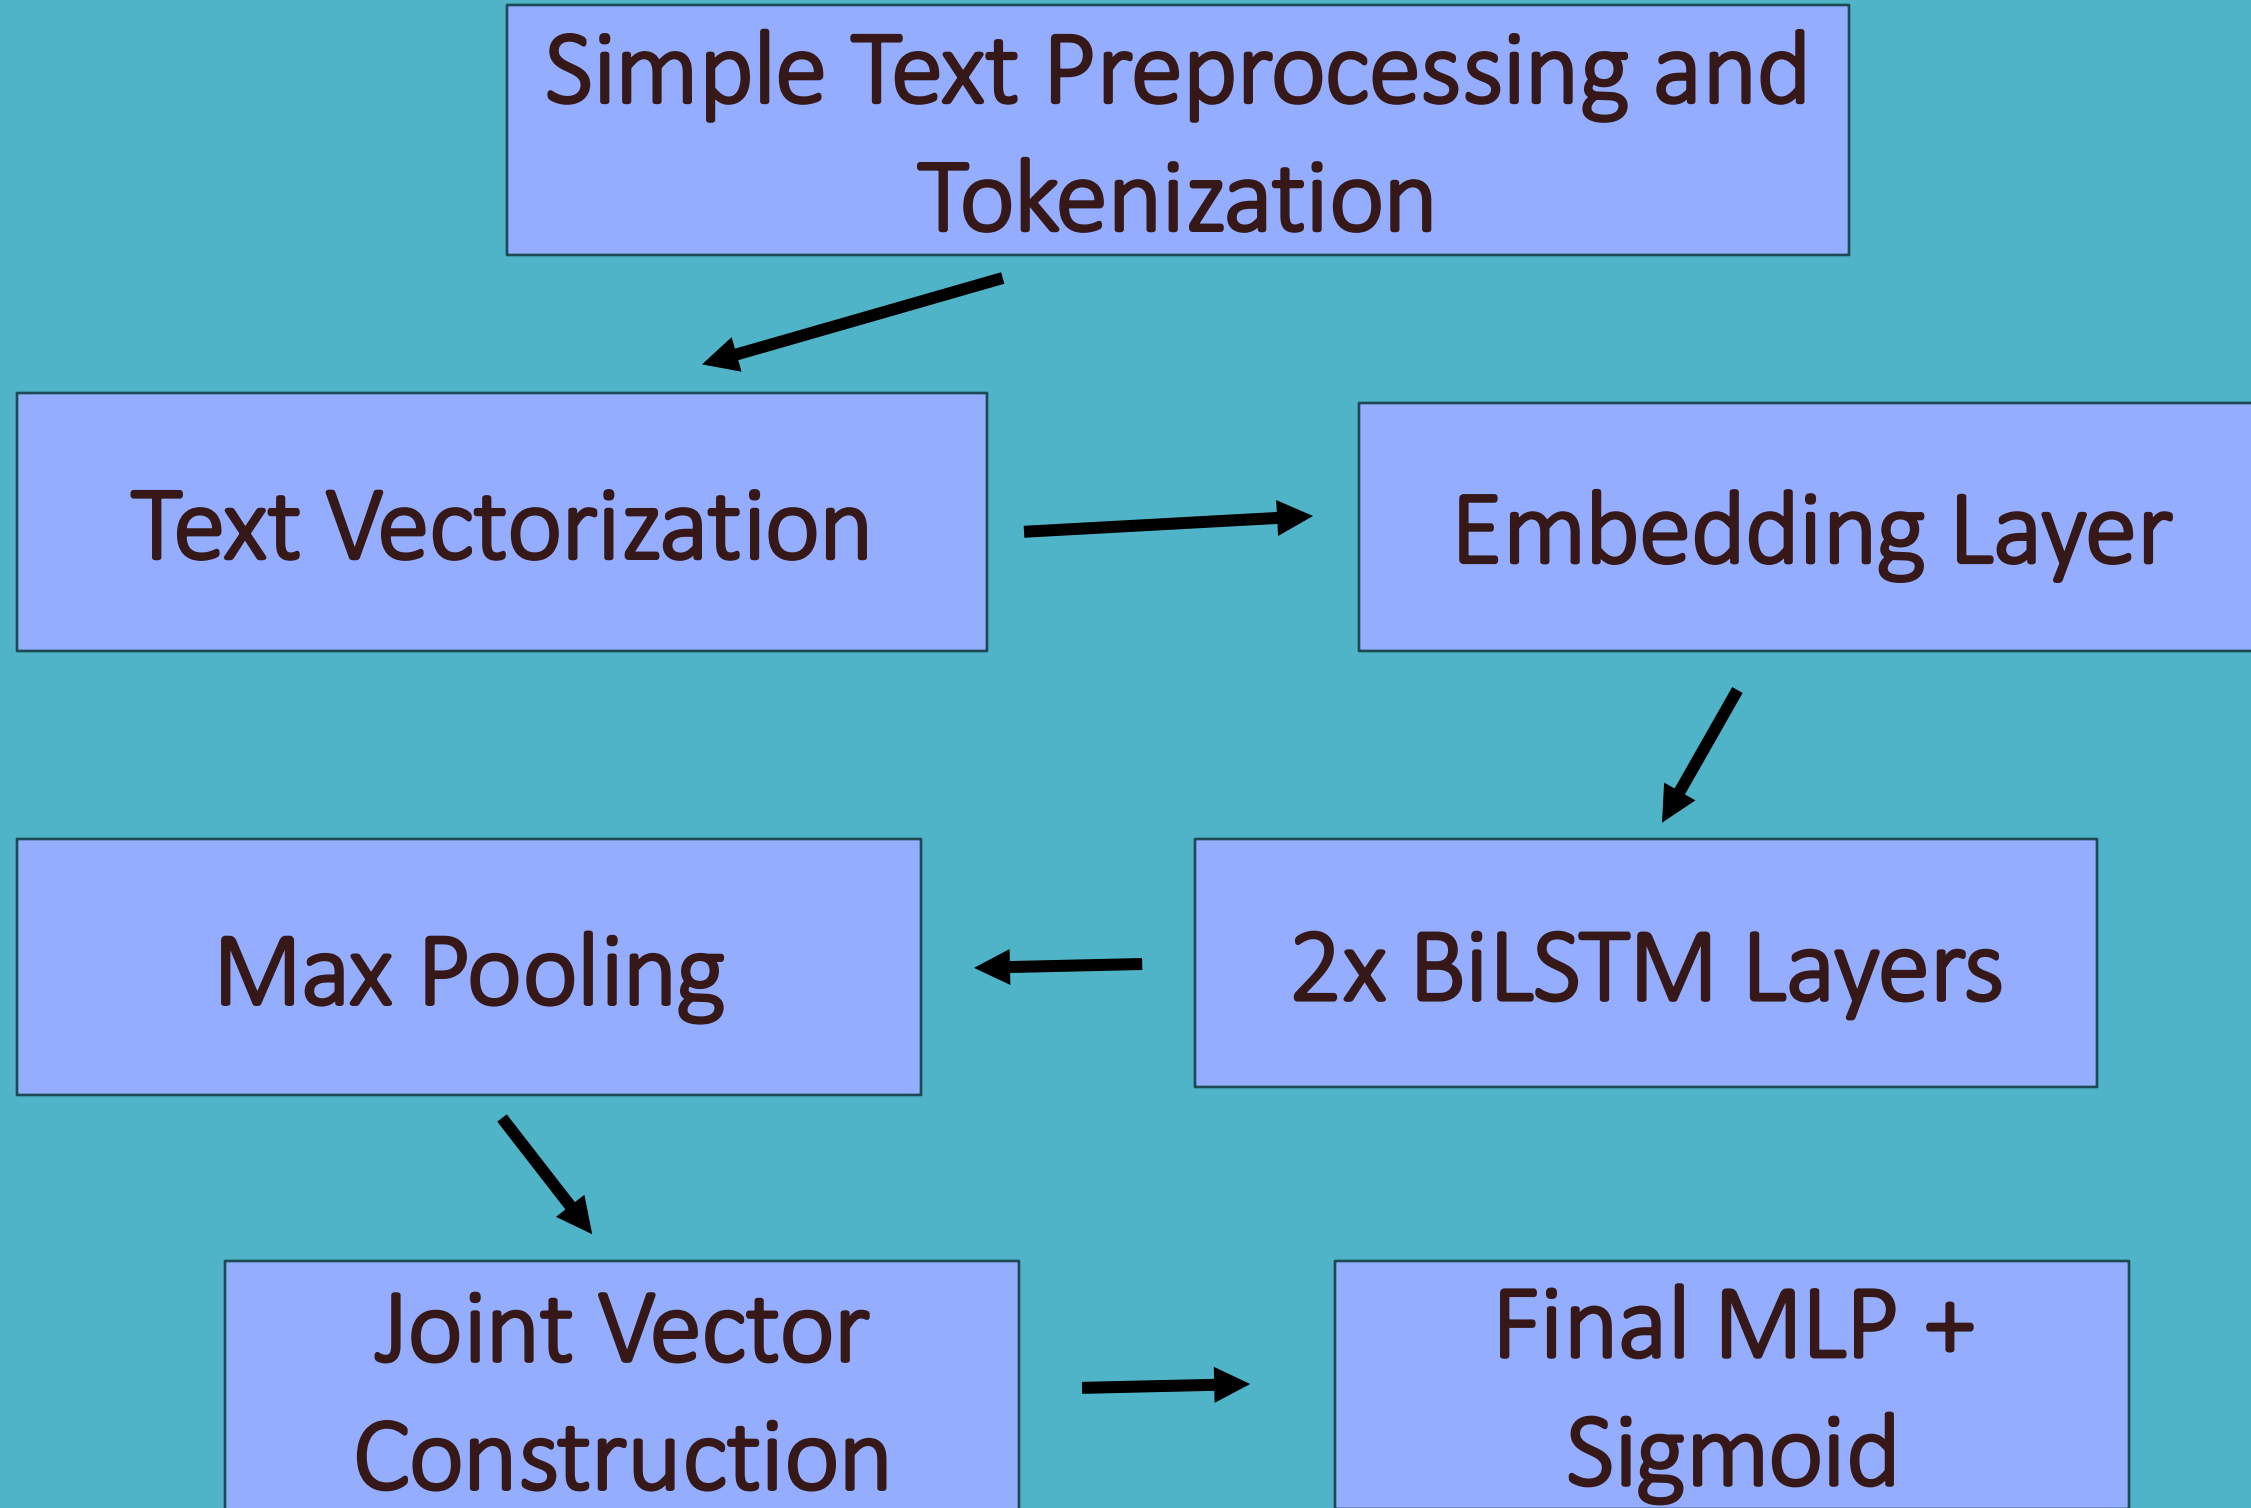 Simple Text Preprocessing and
Tokenization
Text Vectorization
Embedding Layer
2x BiLSTM Layers
Max Pooling
Joint Vector
Construction
Final MLP +
Sigmoid